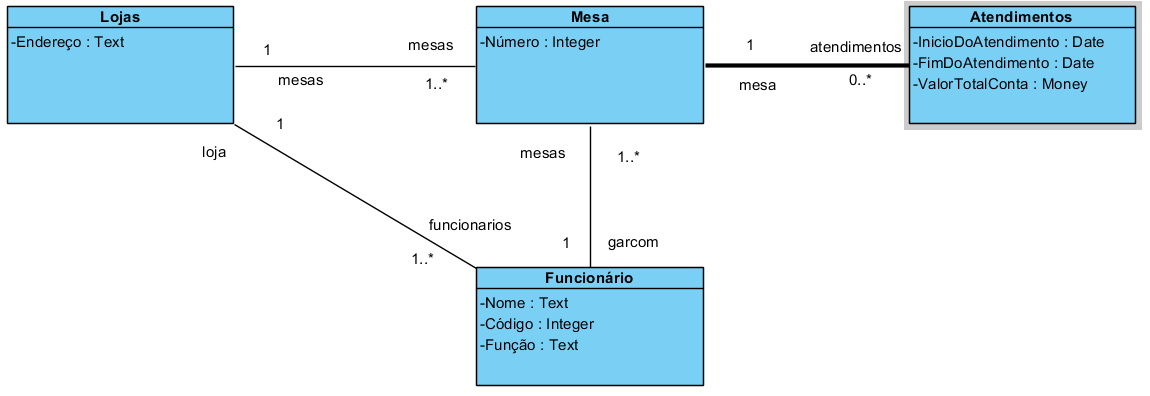 Lojas
-Endereço : Text
Mesa
-Número : Integer
Atendimentos
-InicioDoAtendimento : Date
-FimDoAtendimento : Date
-ValorTotalConta : Money
1
mesas
mesas
1..*
1
atendimentos
mesa
0..*
1
loja
mesas
1..*
funcionarios
1..*
1
garcom
Funcionário
-Nome : Text
-Código : Integer
-Função : Text